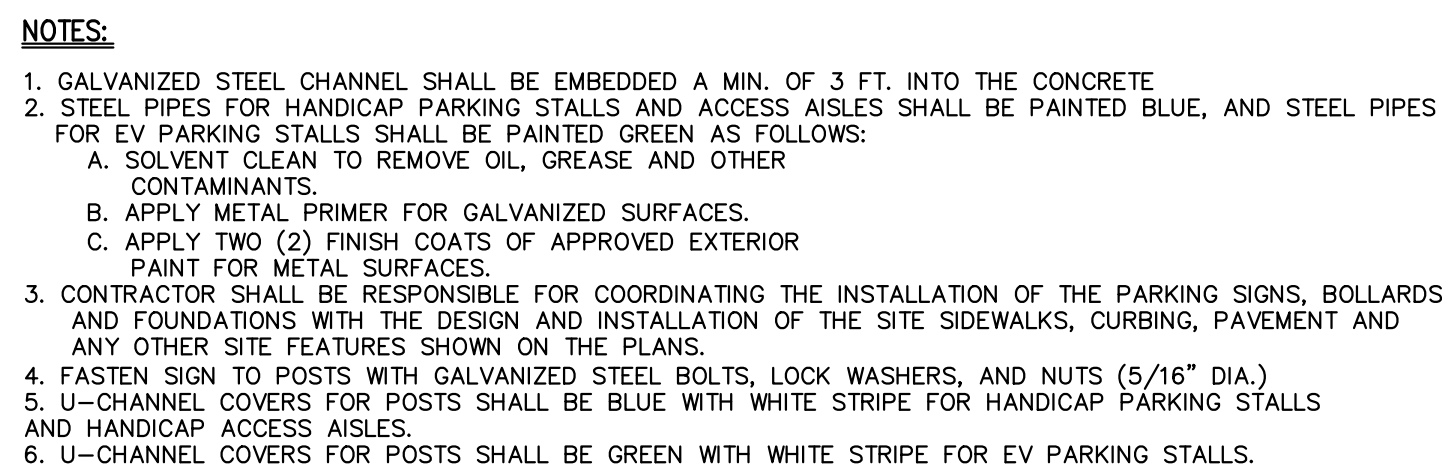 NOTES:
1. GALVANIZED STEEL CHANNEL SHALL BE EMBEDDED A MIN. OF 3 FT. INTO THE CONCRETE
2. STEEL PIPES FOR HANDICAP PARKING STALLS AND ACCESS AISLES SHALL BE PAINTED BLUE, AND STEEL PIPES
FOR EV PARKING STALLS SHALL BE PAINTED GREEN AS FOLLOWS:
A. SOLVENT CLEAN TO REMOVE OIL, GREASE AND OTHER
CONTAMINANTS.
B. APPLY METAL PRIMER FOR GALVANIZED SURFACES.
C. APPLY TWO (2) FINISH COATS OF APPROVED EXTERIOR
PAINT FOR METAL SURFACES.
3. CONTRACTOR SHALL BE RESPONSIBLE FOR COORDINATING THE INSTALLATION OF THE PARKING SIGNS, BOLLARDS
AND FOUNDATIONS WITH THE DESIGN AND INSTALLATION OF THE SITE SIDEWALKS, CURBING, PAVEMENT AND
ANY OTHER SITE FEATURES SHOWN ON THE PLANS.
4. FASTEN SIGN TO POSTS WITH GALVANIZED STEEL BOLTS, LOCK WASHERS, AND NUTS (5/16” DIA.)
5. U-CHANNEL COVERS FOR POSTS SHALL BE BLUE WITH WHITE STRIPE FOR HANDICAP PARKING STALLS
AND HANDICAP ACCESS AISLES.
6. U-CHANNEL COVERS FOR POSTS SHALL BE GREEN WITH WHITE STRIPE FOR EV PARKING STALLS.